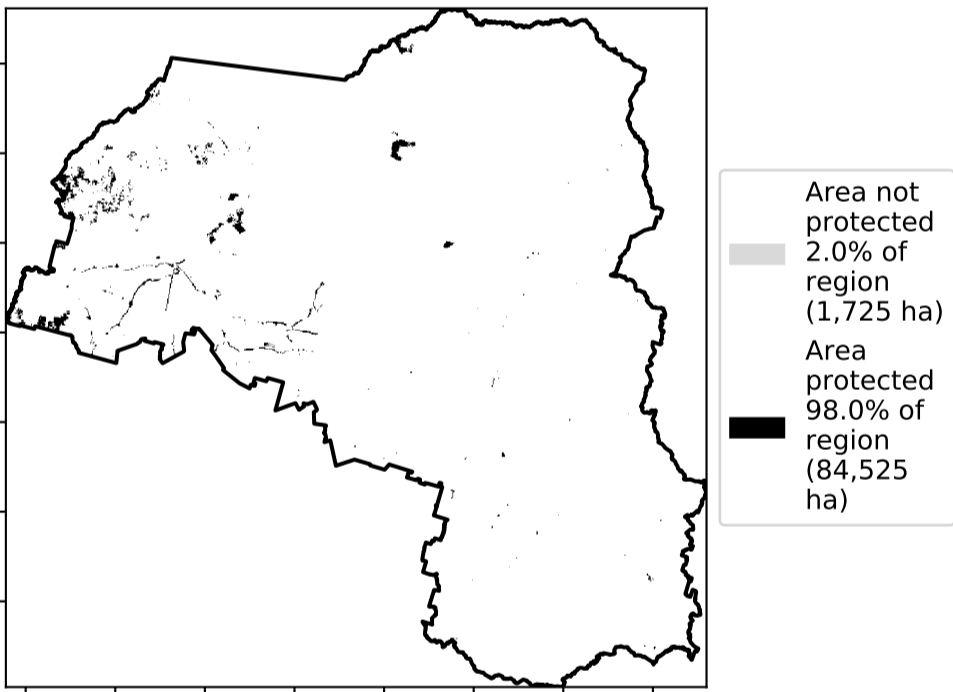 Area not
protected
2.0% of
region
(1,725 ha)
Area
protected
98.0% of
region
(84,525
ha)